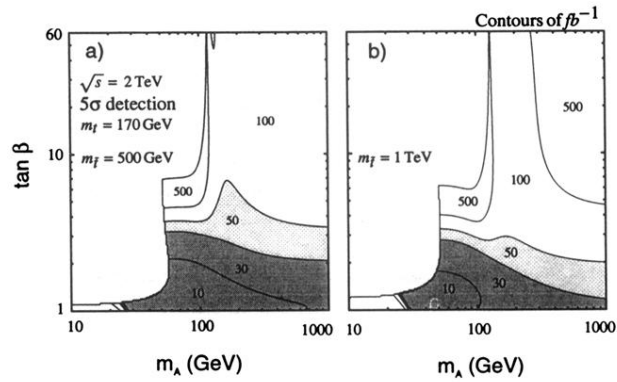 Contours of fb⁻¹
60
10
1
tan β
a)
√s = 2 TeV
5σ detection
m_t = 170 GeV
m_t̃ = 500 GeV
100
500
50
30
10
10
100
1000
m_A (GeV)
b)
m_t̃ = 1 TeV
500
100
500
50
30
10
10
100
1000
m_A (GeV)